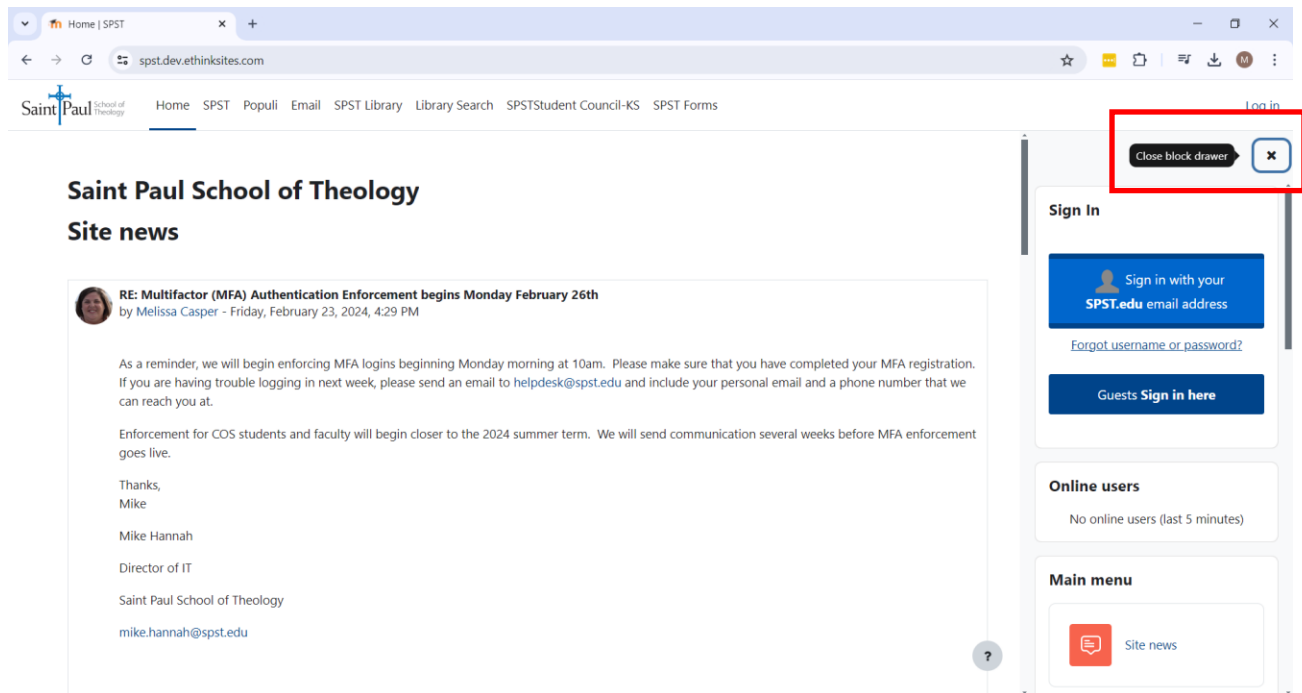 Home | SPST
spst.dev.ethinksites.com
M
Saint Paul School of Theology
Home SPST Populi Email SPST Library Library Search SPSTStudent Council-KS SPST Forms
Log in
Close block drawer
Saint Paul School of Theology
Site news
RE: Multifactor (MFA) Authentication Enforcement begins Monday February 26th
by Melissa Casper - Friday, February 23, 2024, 4:29 PM
As a reminder, we will begin enforcing MFA logins beginning Monday morning at 10am. Please make sure that you have completed your MFA registration.
If you are having trouble logging in next week, please send an email to helpdesk@spst.edu and include your personal email and a phone number that we
can reach you at.
Enforcement for COS students and faculty will begin closer to the 2024 summer term. We will send communication several weeks before MFA enforcement
goes live.
Thanks,
Mike
Mike Hannah
Director of IT
Saint Paul School of Theology
mike.hannah@spst.edu
?
Sign In
Sign in with your
SPST.edu email address
Forgot username or password?
Guests Sign in here
Online users
No online users (last 5 minutes)
Main menu
Site news